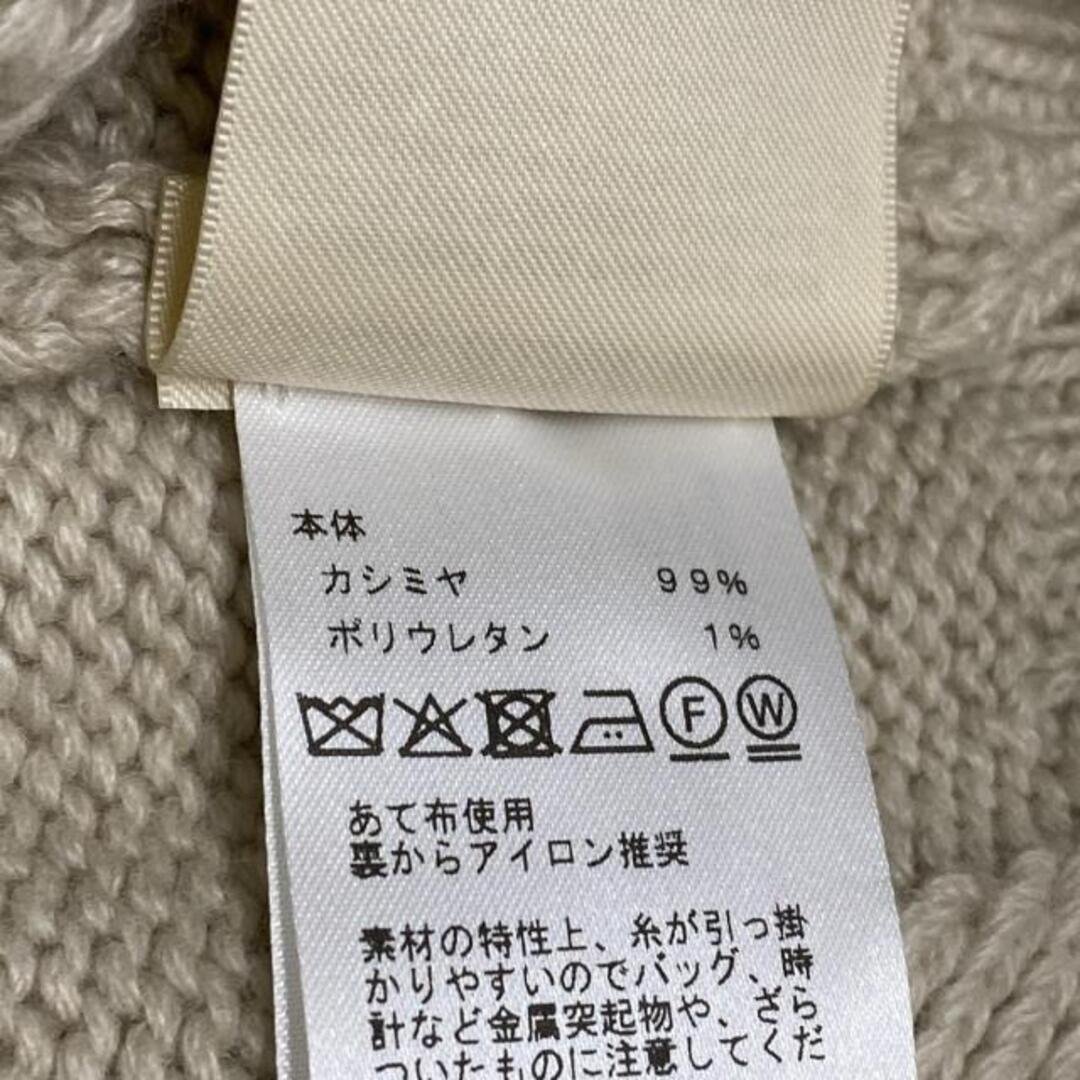 本体
カシミヤ 99%
ポリウレタン 1%
F W
あて布使用
裏からアイロン推奨
素材の特性上、糸が引っ掛
かりやすいのでバッグ、時
計など金属突起物や、ざら
ついたものに注意してくだ